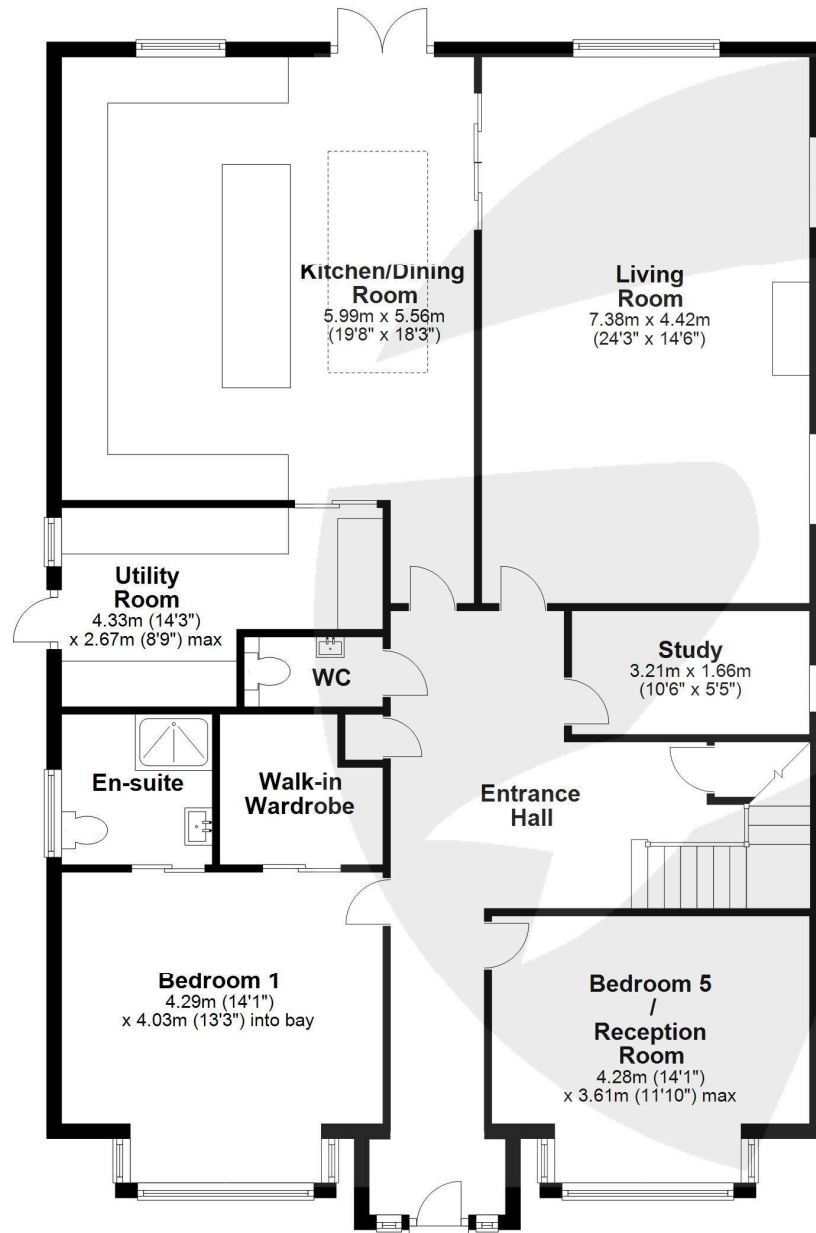 Kitchen/Dining
Room
5.99m x 5.56m
(19'8" x 18'3")
Living
Room
7.38m x 4.42m
(24'3" x 14'6")
Utility
Room
4.33m (14'3")
x 2.67m (8'9") max
WC
Study
3.21m x 1.66m
(10'6" x 5'5")
En-suite
Walk-in
Wardrobe
Entrance
Hall
Bedroom 1
4.29m (14'1")
x 4.03m (13'3") into bay
Bedroom 5
/
Reception
Room
4.28m (14'1")
x 3.61m (11'10") max